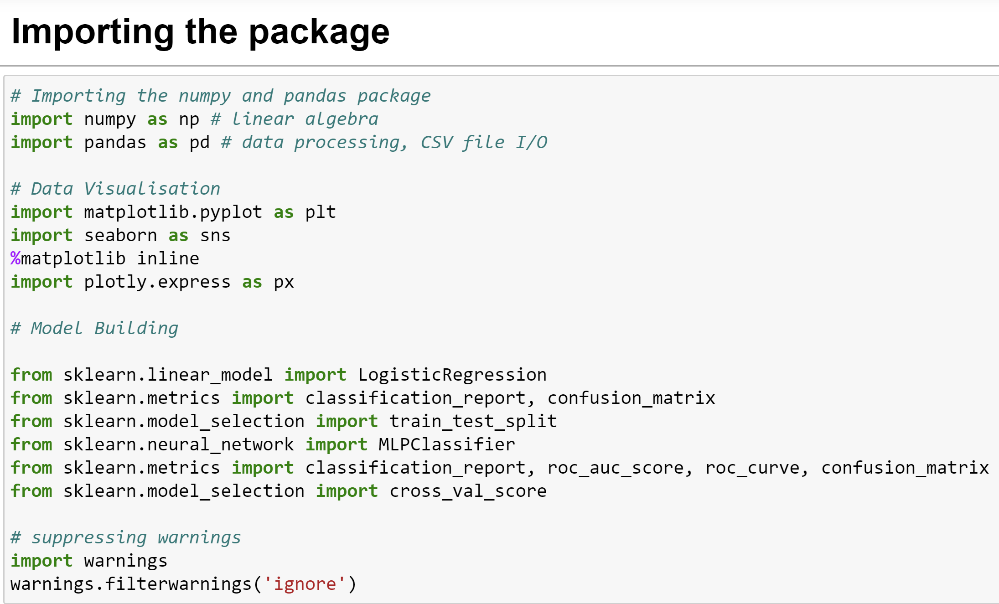 Importing the package
# Importing the numpy and pandas package
import numpy as np # linear algebra
import pandas as pd # data processing, CSV file I/O
# Data Visualisation
import matplotlib.pyplot as plt
import seaborn as sns
%matplotlib inline
import plotly.express as px
# Model Building
from sklearn.linear_model import LogisticRegression
from sklearn.metrics import classification_report, confusion_matrix
from sklearn.model_selection import train_test_split
from sklearn.neural_network import MLPClassifier
from sklearn.metrics import classification_report, roc_auc_score, roc_curve, confusion_matrix
from sklearn.model_selection import cross_val_score
# suppressing warnings
import warnings
warnings.filterwarnings('ignore')